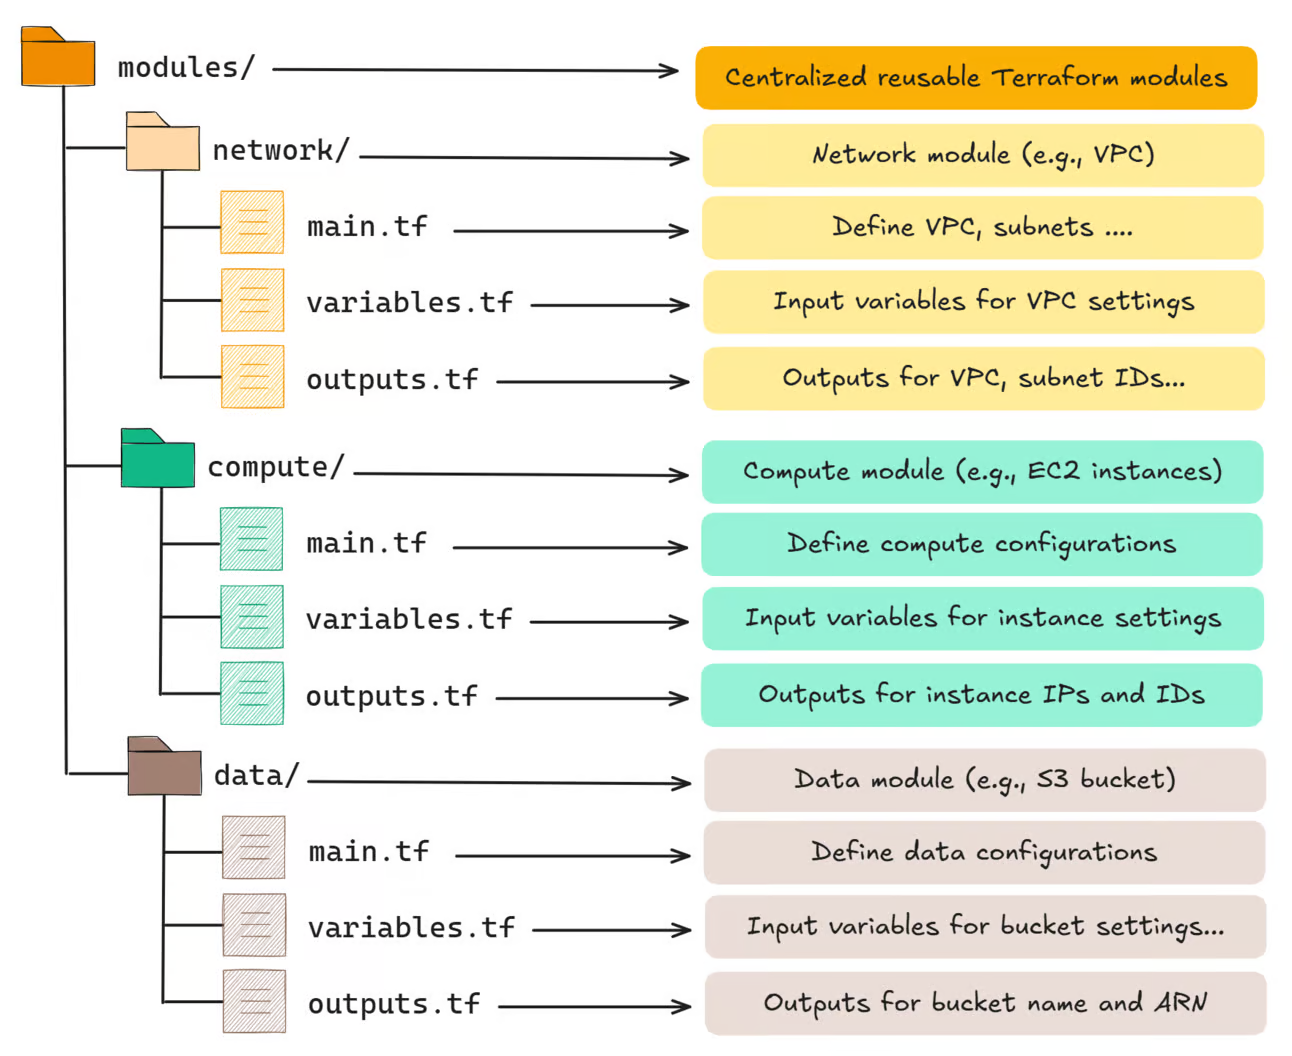 modules/
Centralized reusable Terraform modules
network/
Network module (e.g., VPC)
main.tf
Define VPC, subnets ....
variables.tf
Input variables for VPC settings
outputs.tf
Outputs for VPC, subnet IDs...
compute/
Compute module (e.g., EC2 instances)
main.tf
Define compute configurations
variables.tf
Input variables for instance settings
outputs.tf
Outputs for instance IPs and IDs
data/
Data module (e.g., S3 bucket)
main.tf
Define data configurations
variables.tf
Input variables for bucket settings...
outputs.tf
Outputs for bucket name and ARN